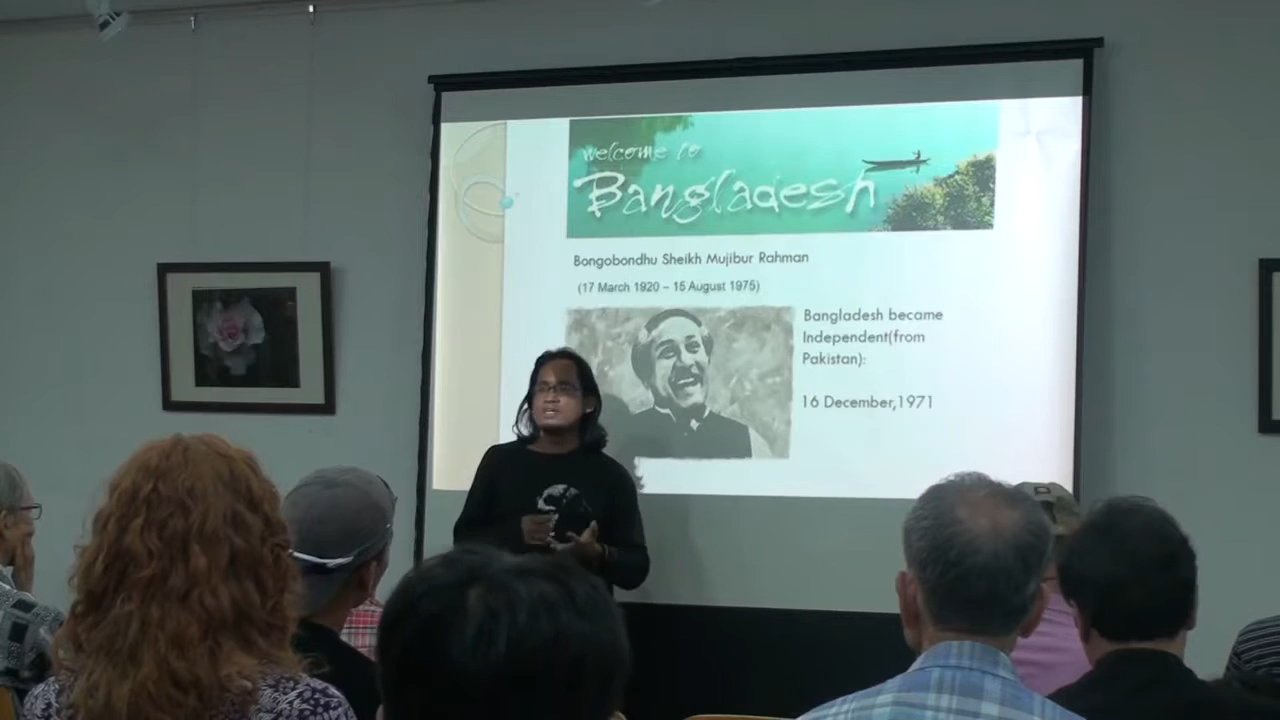 welcome to
Bangladesh
Bongobondhu Sheikh Mujibur Rahman
(17 March 1920 – 15 August 1975)
Bangladesh became
Independent(from
Pakistan):
16 December,1971